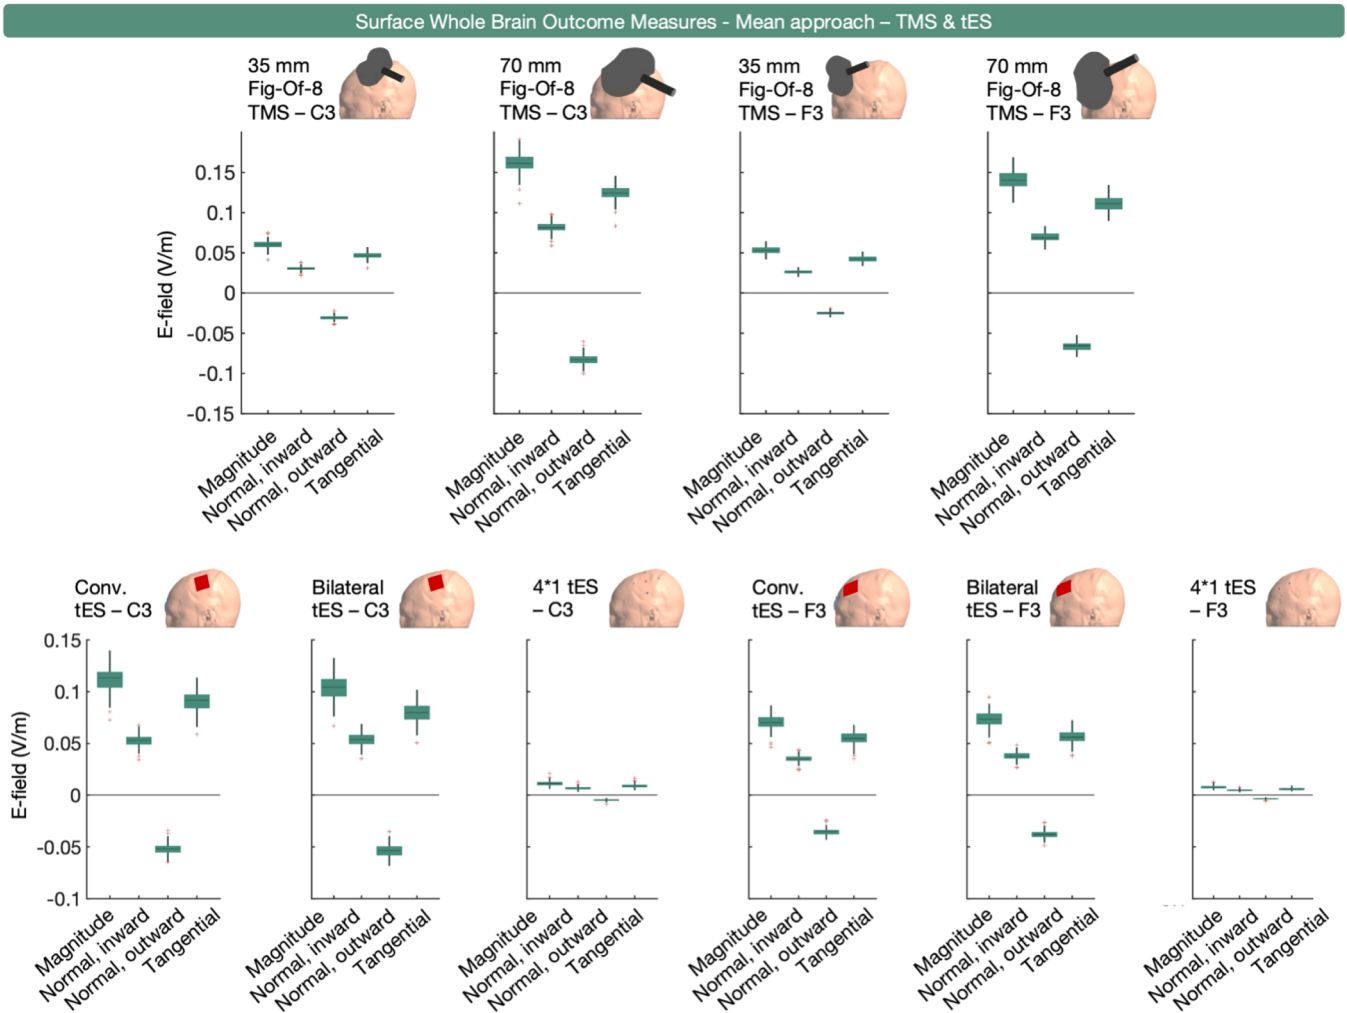 Surface Whole Brain Outcome Measures - Mean approach – TMS & tES
35 mm
Fig-Of-8
TMS – C3
70 mm
Fig-Of-8
TMS – C3
35 mm
Fig-Of-8
TMS – F3
70 mm
Fig-Of-8
TMS – F3
E-field (V/m)
0.15
0.1
0.05
0
-0.05
-0.1
-0.15
Magnitude
Normal, inward
Normal, outward
Tangential
Magnitude
Normal, inward
Normal, outward
Tangential
Magnitude
Normal, inward
Normal, outward
Tangential
Magnitude
Normal, inward
Normal, outward
Tangential
Conv.
tES – C3
Bilateral
tES – C3
4*1 tES
– C3
Conv.
tES – F3
Bilateral
tES – F3
4*1 tES
– F3
E-field (V/m)
0.15
0.1
0.05
0
-0.05
-0.1
Magnitude
Normal, inward
Normal, outward
Tangential
Magnitude
Normal, inward
Normal, outward
Tangential
Magnitude
Normal, inward
Normal, outward
Tangential
Magnitude
Normal, inward
Normal, outward
Tangential
Magnitude
Normal, inward
Normal, outward
Tangential
Magnitude
Normal, inward
Normal, outward
Tangential